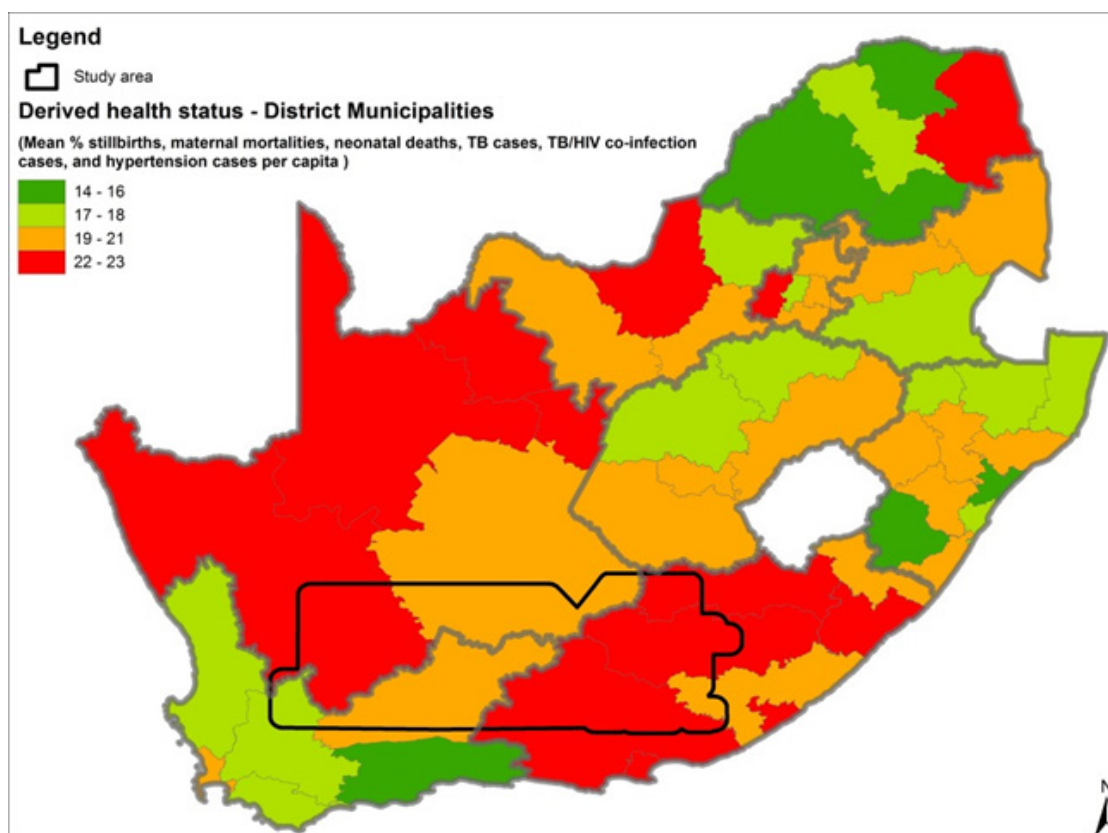 Legend
Study area
Derived health status - District Municipalities
(Mean % stillbirths, maternal mortalities, neonatal deaths, TB cases, TB/HIV co-infection
cases, and hypertension cases per capita )
14 - 16
17 - 18
19 - 21
22 - 23
N